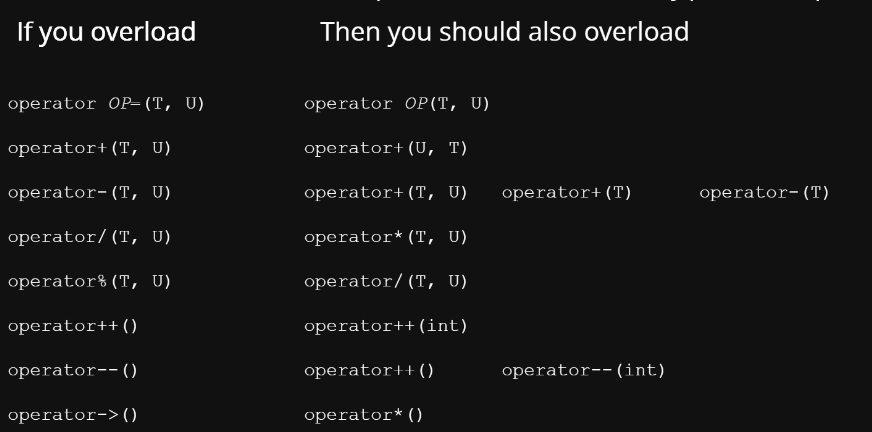 If you overload Then you should also overload
operator OP=(T, U) operator OP(T, U)
operator+(T, U) operator+(U, T)
operator-(T, U) operator+(T, U) operator+(T) operator-(T)
operator/(T, U) operator*(T, U)
operator%(T, U) operator/(T, U)
operator++() operator++(int)
operator--() operator++() operator--(int)
operator->() operator*()